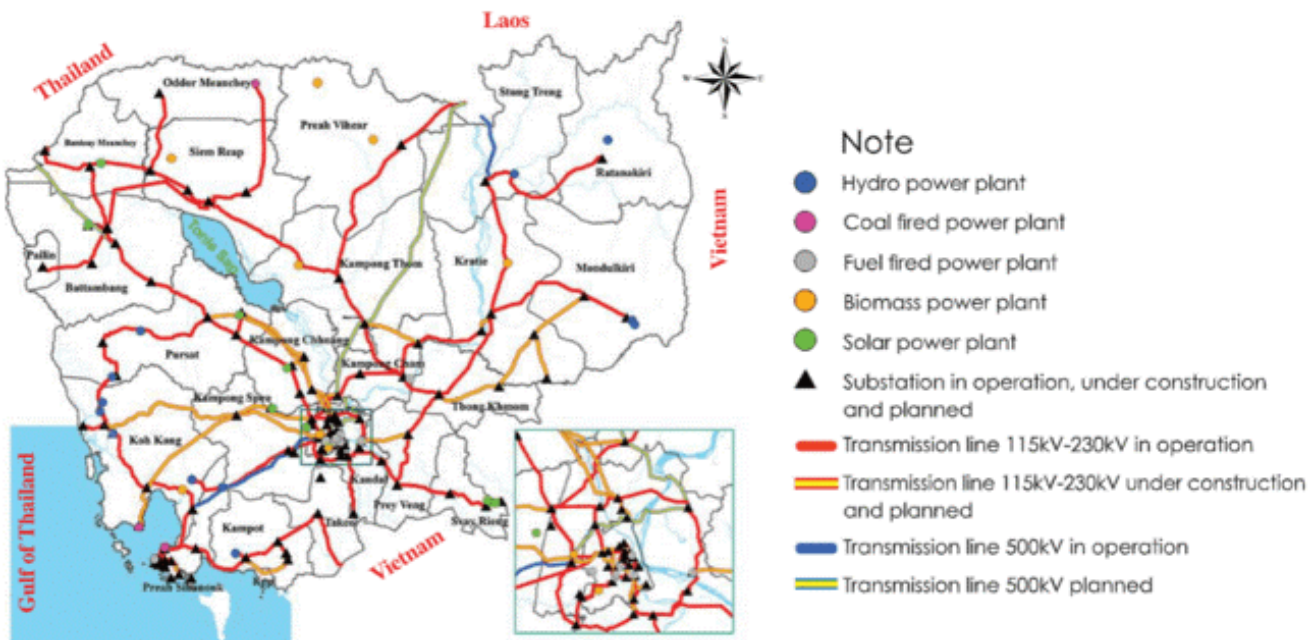 Laos
Thailand
Oddor Meanchey
Stung Treng
Preah Vihear
Banteay Meanchey
Siem Reap
Ratanakiri
N
W
E
S
Vietnam
Tonle Sap
Pailin
Kampong Thom
Kratie
Mondulkiri
Battambang
Kampong Chhnang
Pursat
Kampong Cham
Kampong Speu
Tbong Khmom
Koh Kong
Kandal
Prey Veng
Kampot
Takeo
Svay Rieng
Gulf of Thailand
Preah Sihanouk
Kep
Vietnam
Note
Hydro power plant
Coal fired power plant
Fuel fired power plant
Biomass power plant
Solar power plant
Substation in operation, under construction
and planned
Transmission line 115kV-230kV in operation
Transmission line 115kV-230kV under construction
and planned
Transmission line 500kV in operation
Transmission line 500kV planned